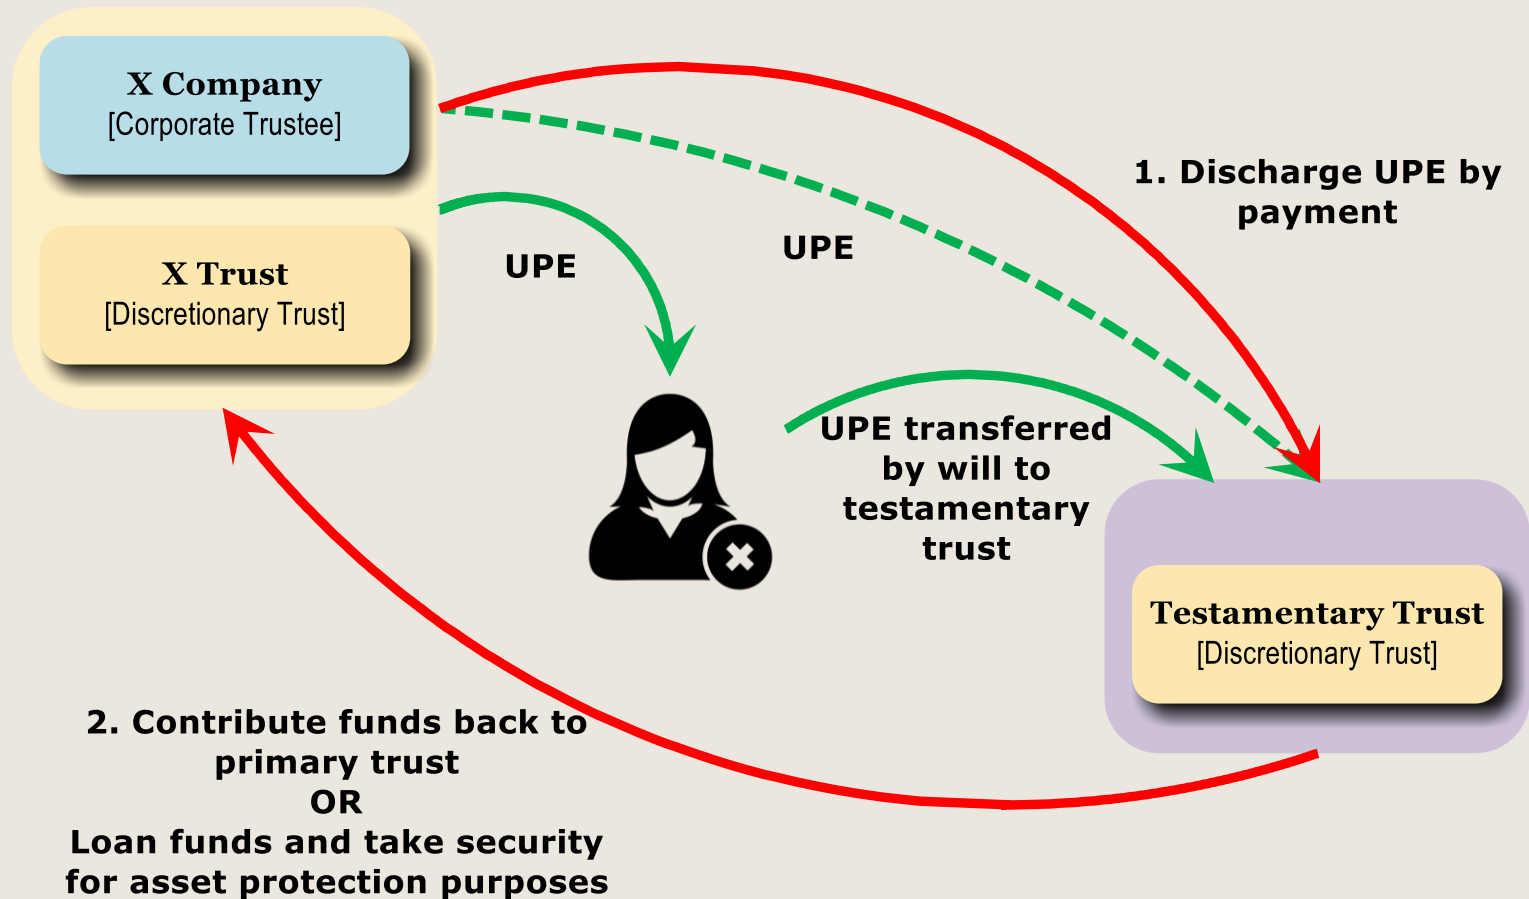 X Company
[Corporate Trustee]
X Trust
[Discretionary Trust]
UPE
UPE
1. Discharge UPE by
payment
UPE transferred
by will to
testamentary
trust
Testamentary Trust
[Discretionary Trust]
2. Contribute funds back to
primary trust
OR
Loan funds and take security
for asset protection purposes